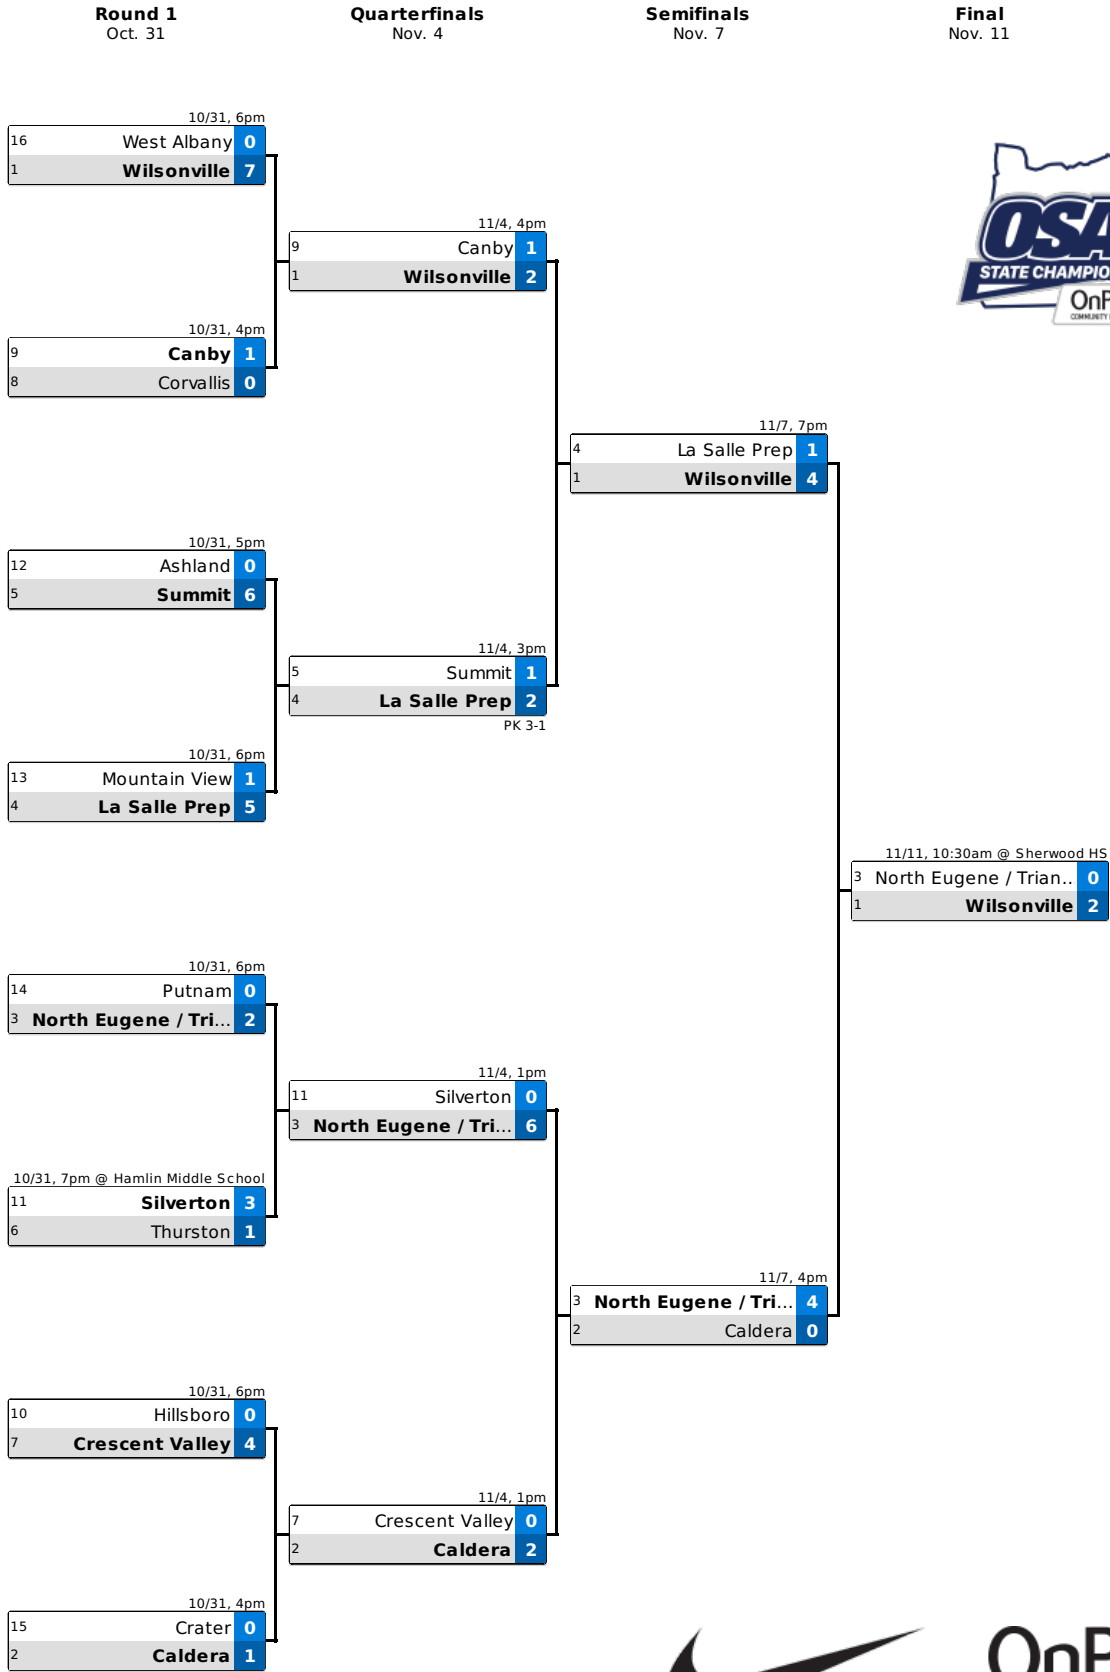 Round 1
Oct. 31
Quarterfinals
Nov. 4
Semifinals
Nov. 7
Final
Nov. 11
10/31, 6pm
16 West Albany 0
1 Wilsonville 7
11/4, 4pm
9 Canby 1
1 Wilsonville 2
10/31, 4pm
9 Canby 1
8 Corvallis 0
STATE
11/7, 7pm
4 La Salle Prep 1
1 Wilsonville 4
10/31, 5pm
12 Ashland 0
5 Summit 6
11/4, 3pm
5 Summit 1
4 La Salle Prep 2
PK 3-1
10/31, 6pm
13 Mountain View 1
4 La Salle Prep 5
11/11, 10:30am @ Sherwood HS
3 North Eugene / Trian.. 0
1 Wilsonville 2
10/31, 6pm
14 Putnam 0
3 North Eugene / Tri... 2
11/4, 1pm
11 Silverton 0
3 North Eugene / Tri... 6
10/31, 7pm @ Hamlin Middle School
11 Silverton 3
6 Thurston 1
11/7, 4pm
3 North Eugene / Tri... 4
2 Caldera 0
10/31, 6pm
10 Hillsboro 0
7 Crescent Valley 4
11/4, 1pm
7 Crescent Valley 0
2 Caldera 2
10/31, 4pm
15 Crater 0
2 Caldera 1